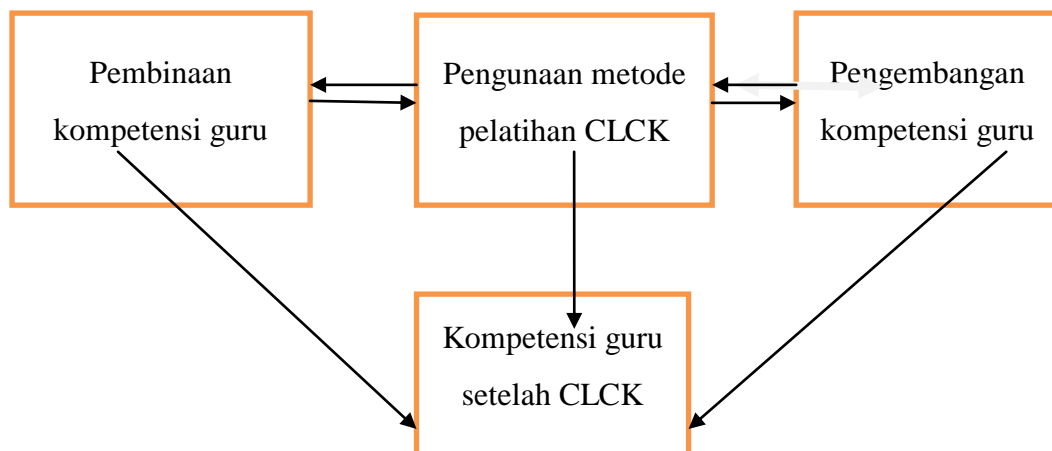 Pembinaan
kompetensi guru
Pengunaan metode
pelatihan CLCK
Pengembangan
kompetensi guru
Kompetensi guru
setelah CLCK